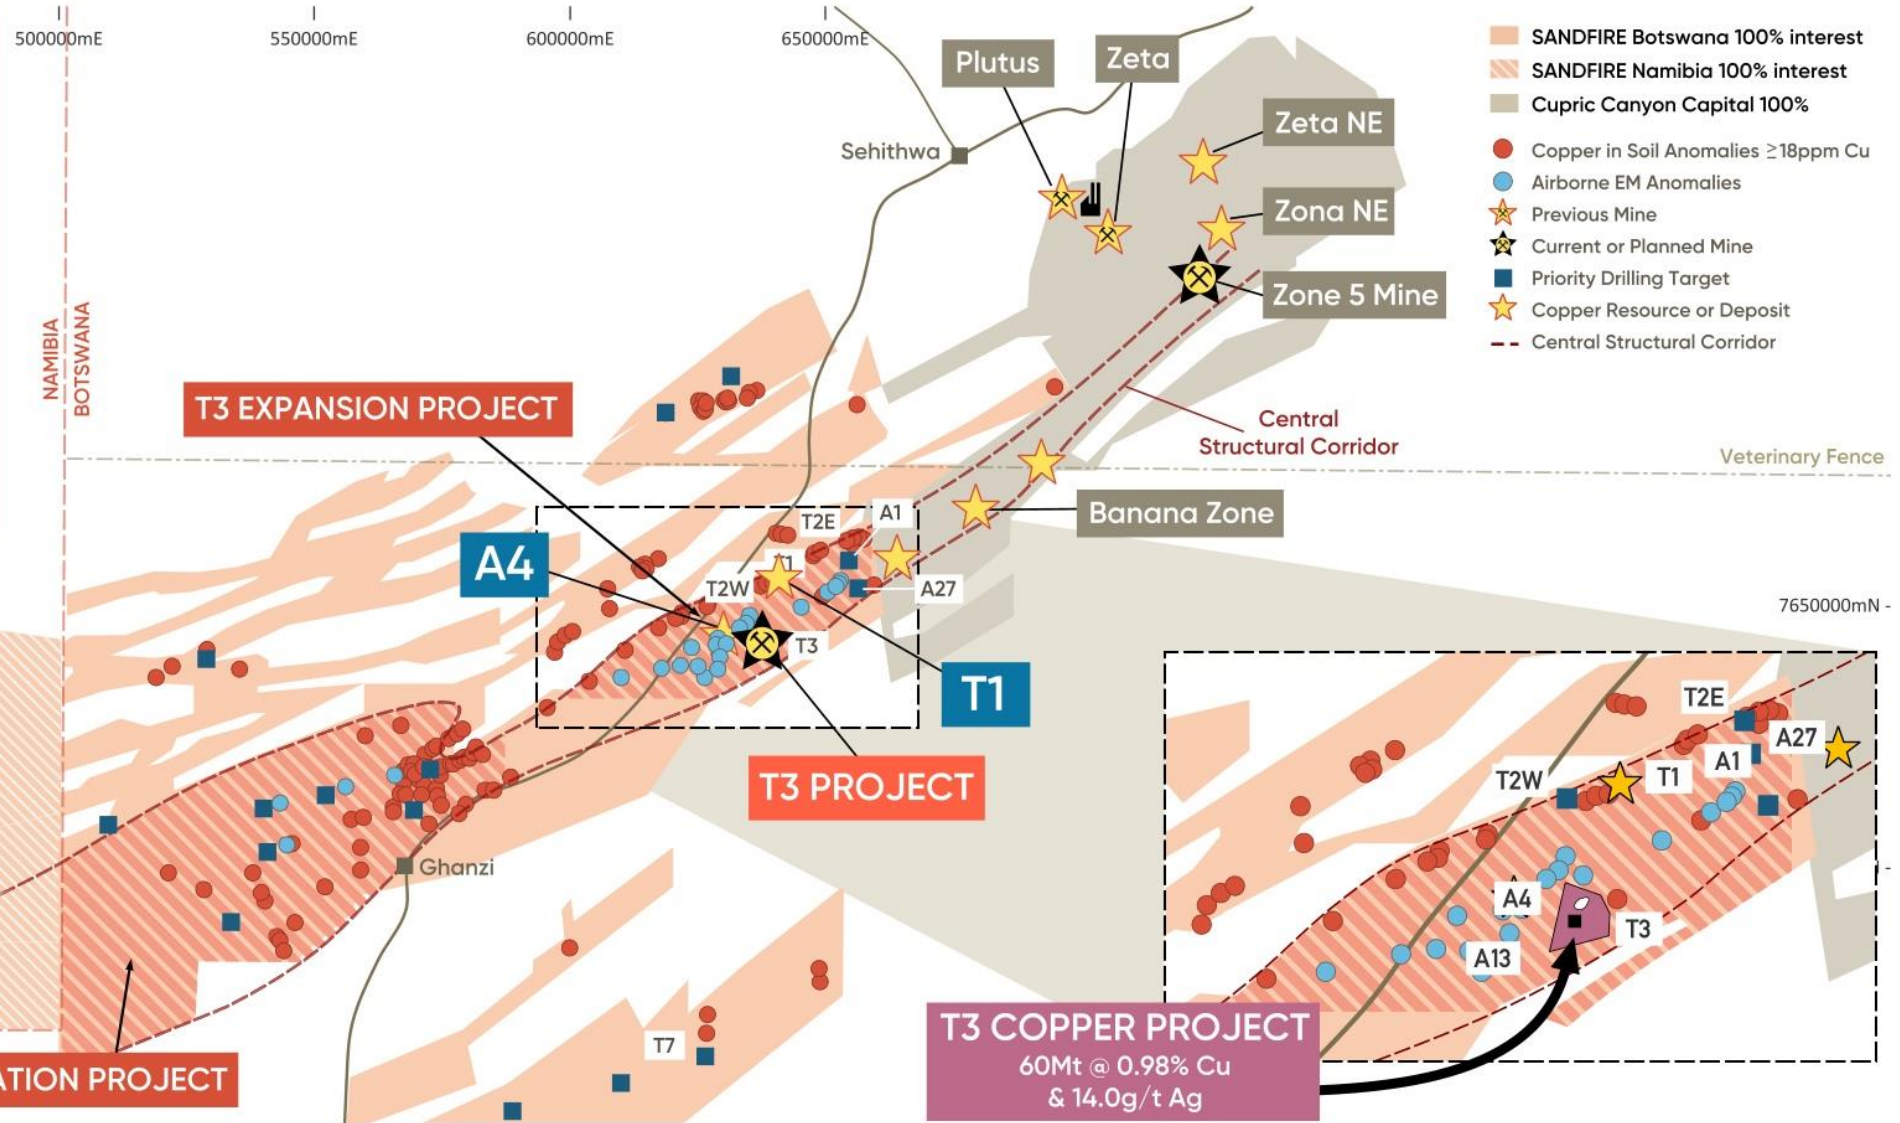 500000mE
550000mE
600000mE
650000mE
SANDFIRE Botswana 100% interest
SANDFIRE Namibia 100% interest
Cupric Canyon Capital 100%
Copper in Soil Anomalies ≥18ppm Cu
Airborne EM Anomalies
Previous Mine
Current or Planned Mine
Priority Drilling Target
Copper Resource or Deposit
Central Structural Corridor
Plutus
Zeta
Zeta NE
Sehithwa
Zona NE
Zone 5 Mine
NAMIBIA
BOTSWANA
T3 EXPANSION PROJECT
Central
Structural Corridor
Veterinary Fence
Banana Zone
A1
T2E
A4
T1
T2W
A27
T3
7650000mN
T1
T3 PROJECT
Ghanzi
T2E
A27
A1
T1
T2W
A4
T3
A13
T7
ATION PROJECT
T3 COPPER PROJECT
60Mt @ 0.98% Cu
& 14.0g/t Ag